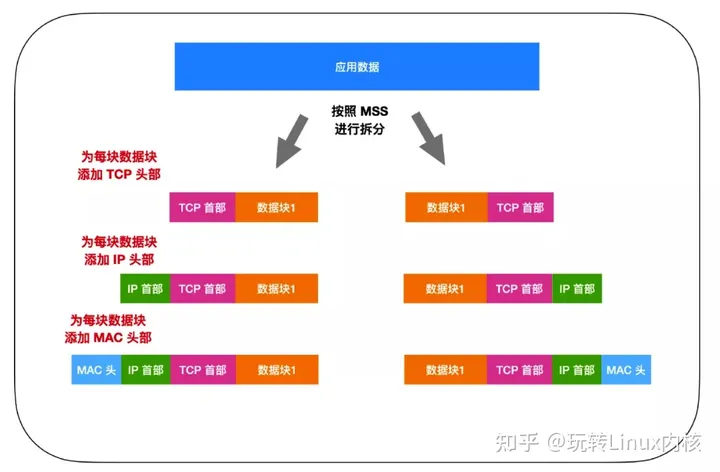 应用数据
按照 MSS
进行拆分
为每块数据块
添加 TCP 头部
TCP 首部 数据块1 数据块1 TCP 首部
为每块数据块
添加 IP 头部
IP 首部 TCP 首部 数据块1 数据块1 TCP 首部 IP 首部
为每块数据块
添加 MAC 头部
MAC 头 IP 首部 TCP 首部 数据块1 数据块1 TCP 首部 IP 首部 MAC 头
知乎 @玩转Linux内核